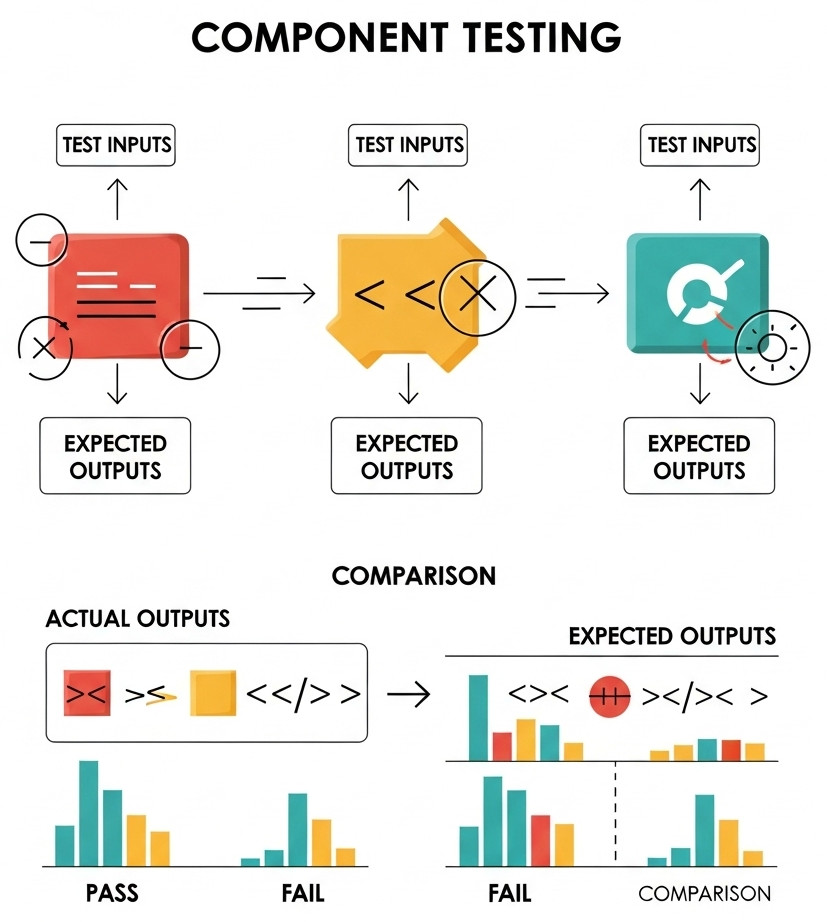 COMPONENT TESTING
TEST INPUTS
TEST INPUTS
TEST INPUTS
< <
EXPECTED
OUTPUTS
EXPECTED
OUTPUTS
EXPECTED
OUTPUTS
COMPARISON
ACTUAL OUTPUTS
EXPECTED OUTPUTS
>< >< <</> >
<>< ></>< >
PASS
FAIL
FAIL
COMPARISON